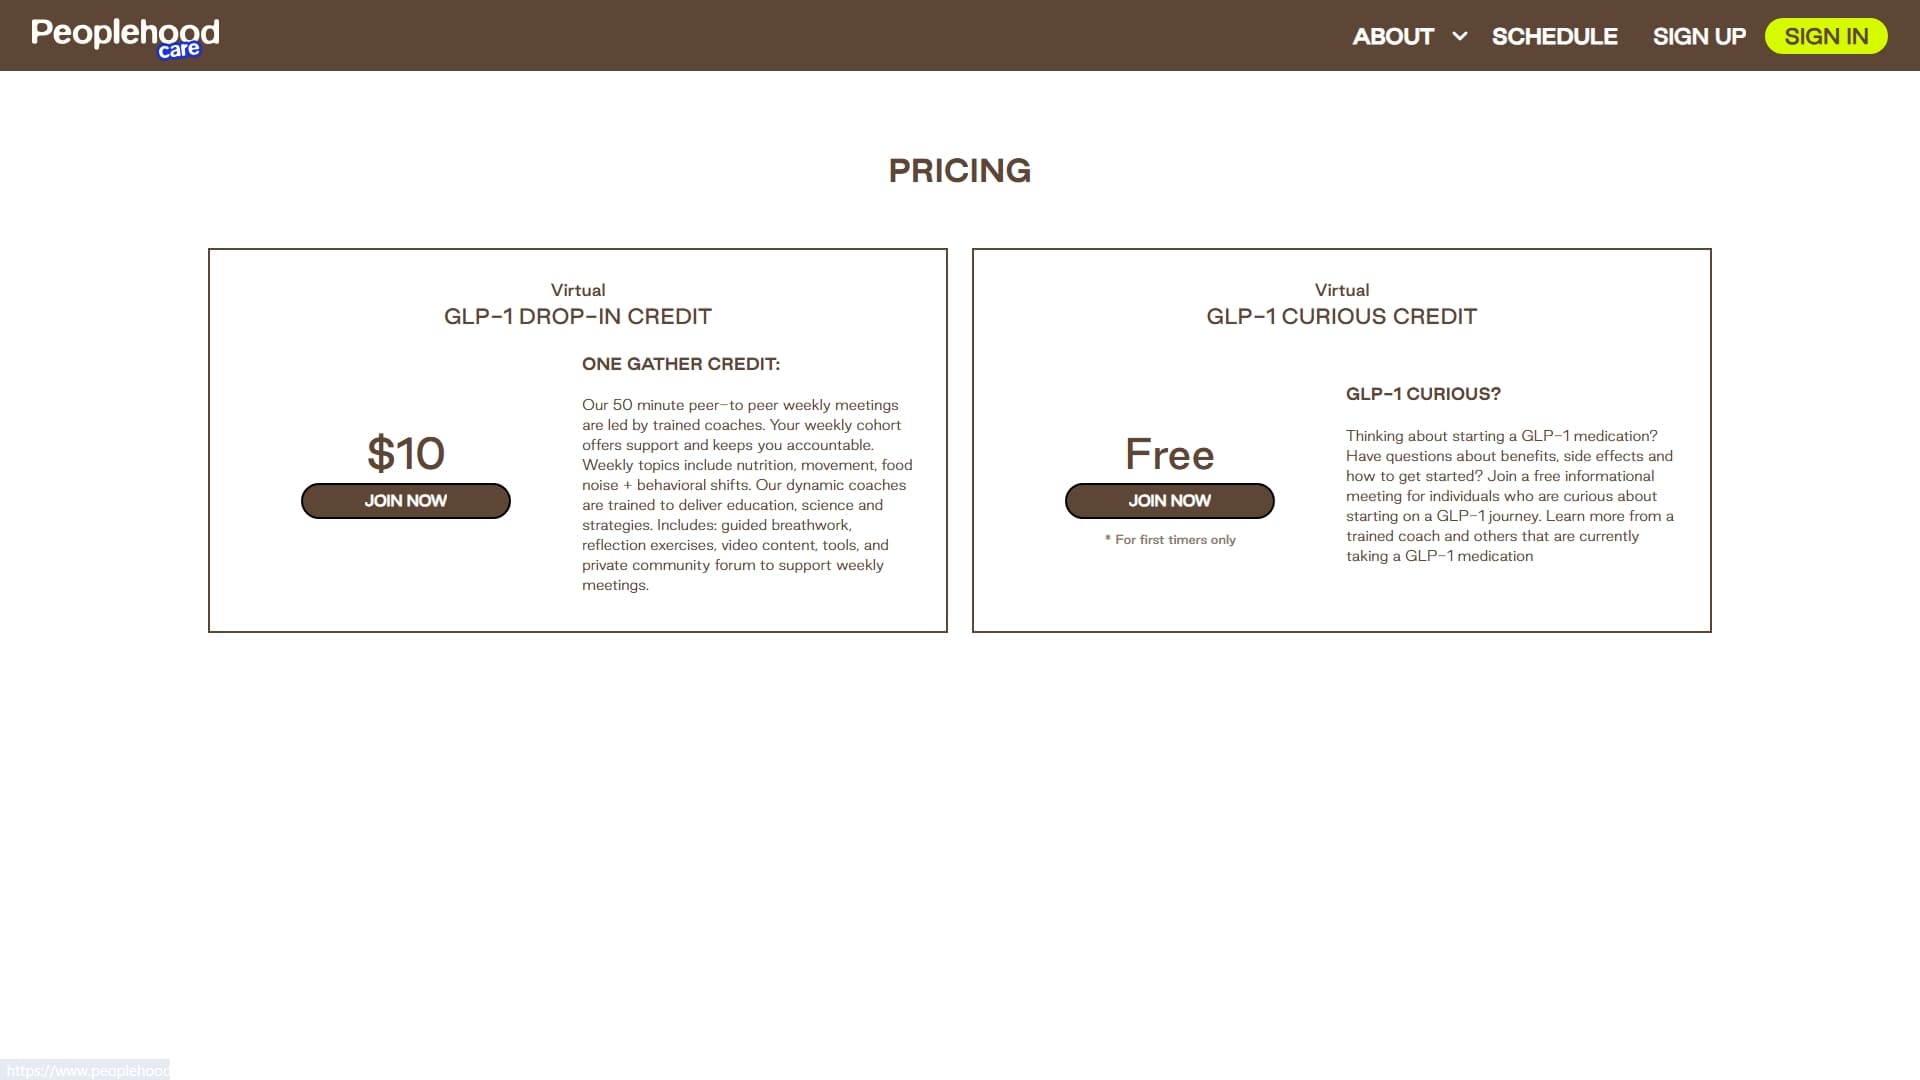 Peoplehood
care
ABOUT SCHEDULE SIGN UP SIGN IN
PRICING
Virtual
GLP-1 DROP-IN CREDIT
$10
JOIN NOW
ONE GATHER CREDIT:
Our 50 minute peer-to peer weekly meetings
are led by trained coaches. Your weekly cohort
offers support and keeps you accountable.
Weekly topics include nutrition, movement, food
noise + behavioral shifts. Our dynamic coaches
are trained to deliver education, science and
strategies. Includes: guided breathwork,
reflection exercises, video content, tools, and
private community forum to support weekly
meetings.
Virtual
GLP-1 CURIOUS CREDIT
Free
JOIN NOW
* For first timers only
GLP-1 CURIOUS?
Thinking about starting a GLP-1 medication?
Have questions about benefits, side effects and
how to get started? Join a free informational
meeting for individuals who are curious about
starting on a GLP-1 journey. Learn more from a
trained coach and others that are currently
taking a GLP-1 medication
https://www.peoplehood